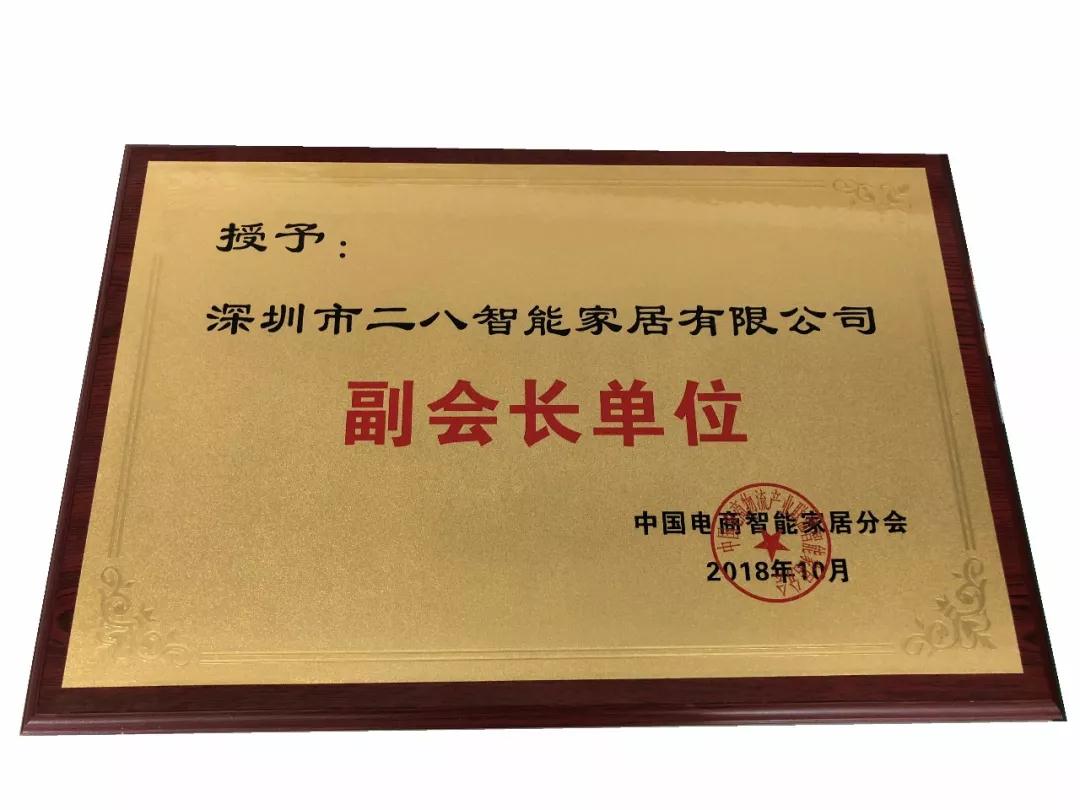 授予：
深圳市二八智能家居有限公司
副会长单位
中国电商智能家居分会
2018年10月